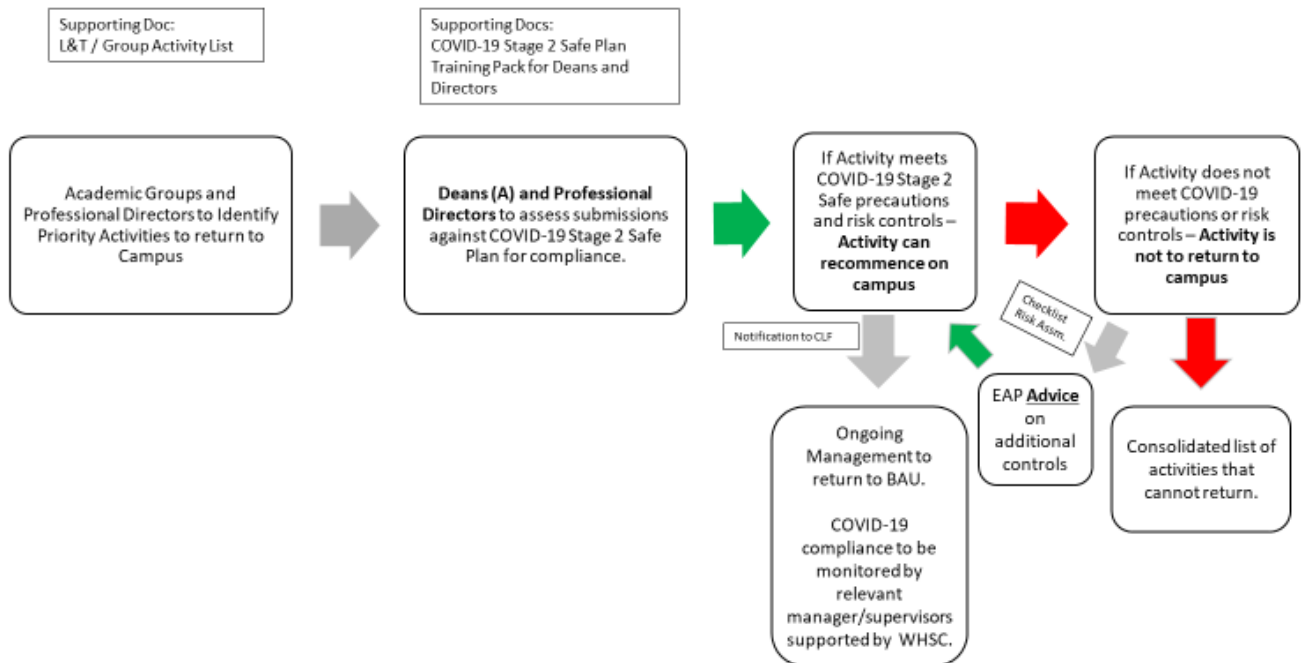 Supporting Doc:
L&T / Group Activity List
Supporting Docs:
COVID-19 Stage 2 Safe Plan
Training Pack for Deans and
Directors
Academic Groups and
Professional Directors to Identify
Priority Activities to return to
Campus
Deans (A) and Professional
Directors to assess submissions
against COVID-19 Stage 2 Safe
Plan for compliance.
If Activity meets
COVID-19 Stage 2
Safe precautions
and risk controls –
Activity can
recommence on
campus
If Activity does not
meet COVID-19
precautions or risk
controls – Activity is
not to return to
campus
Notification to CLF
Checklist
Risk Assm.
EAP Advice
on
additional
controls
Ongoing
Management to
return to BAU.
COVID-19
compliance to be
monitored by
relevant
manager/supervisors
supported by WHSC.
Consolidated list of
activities that
cannot return.